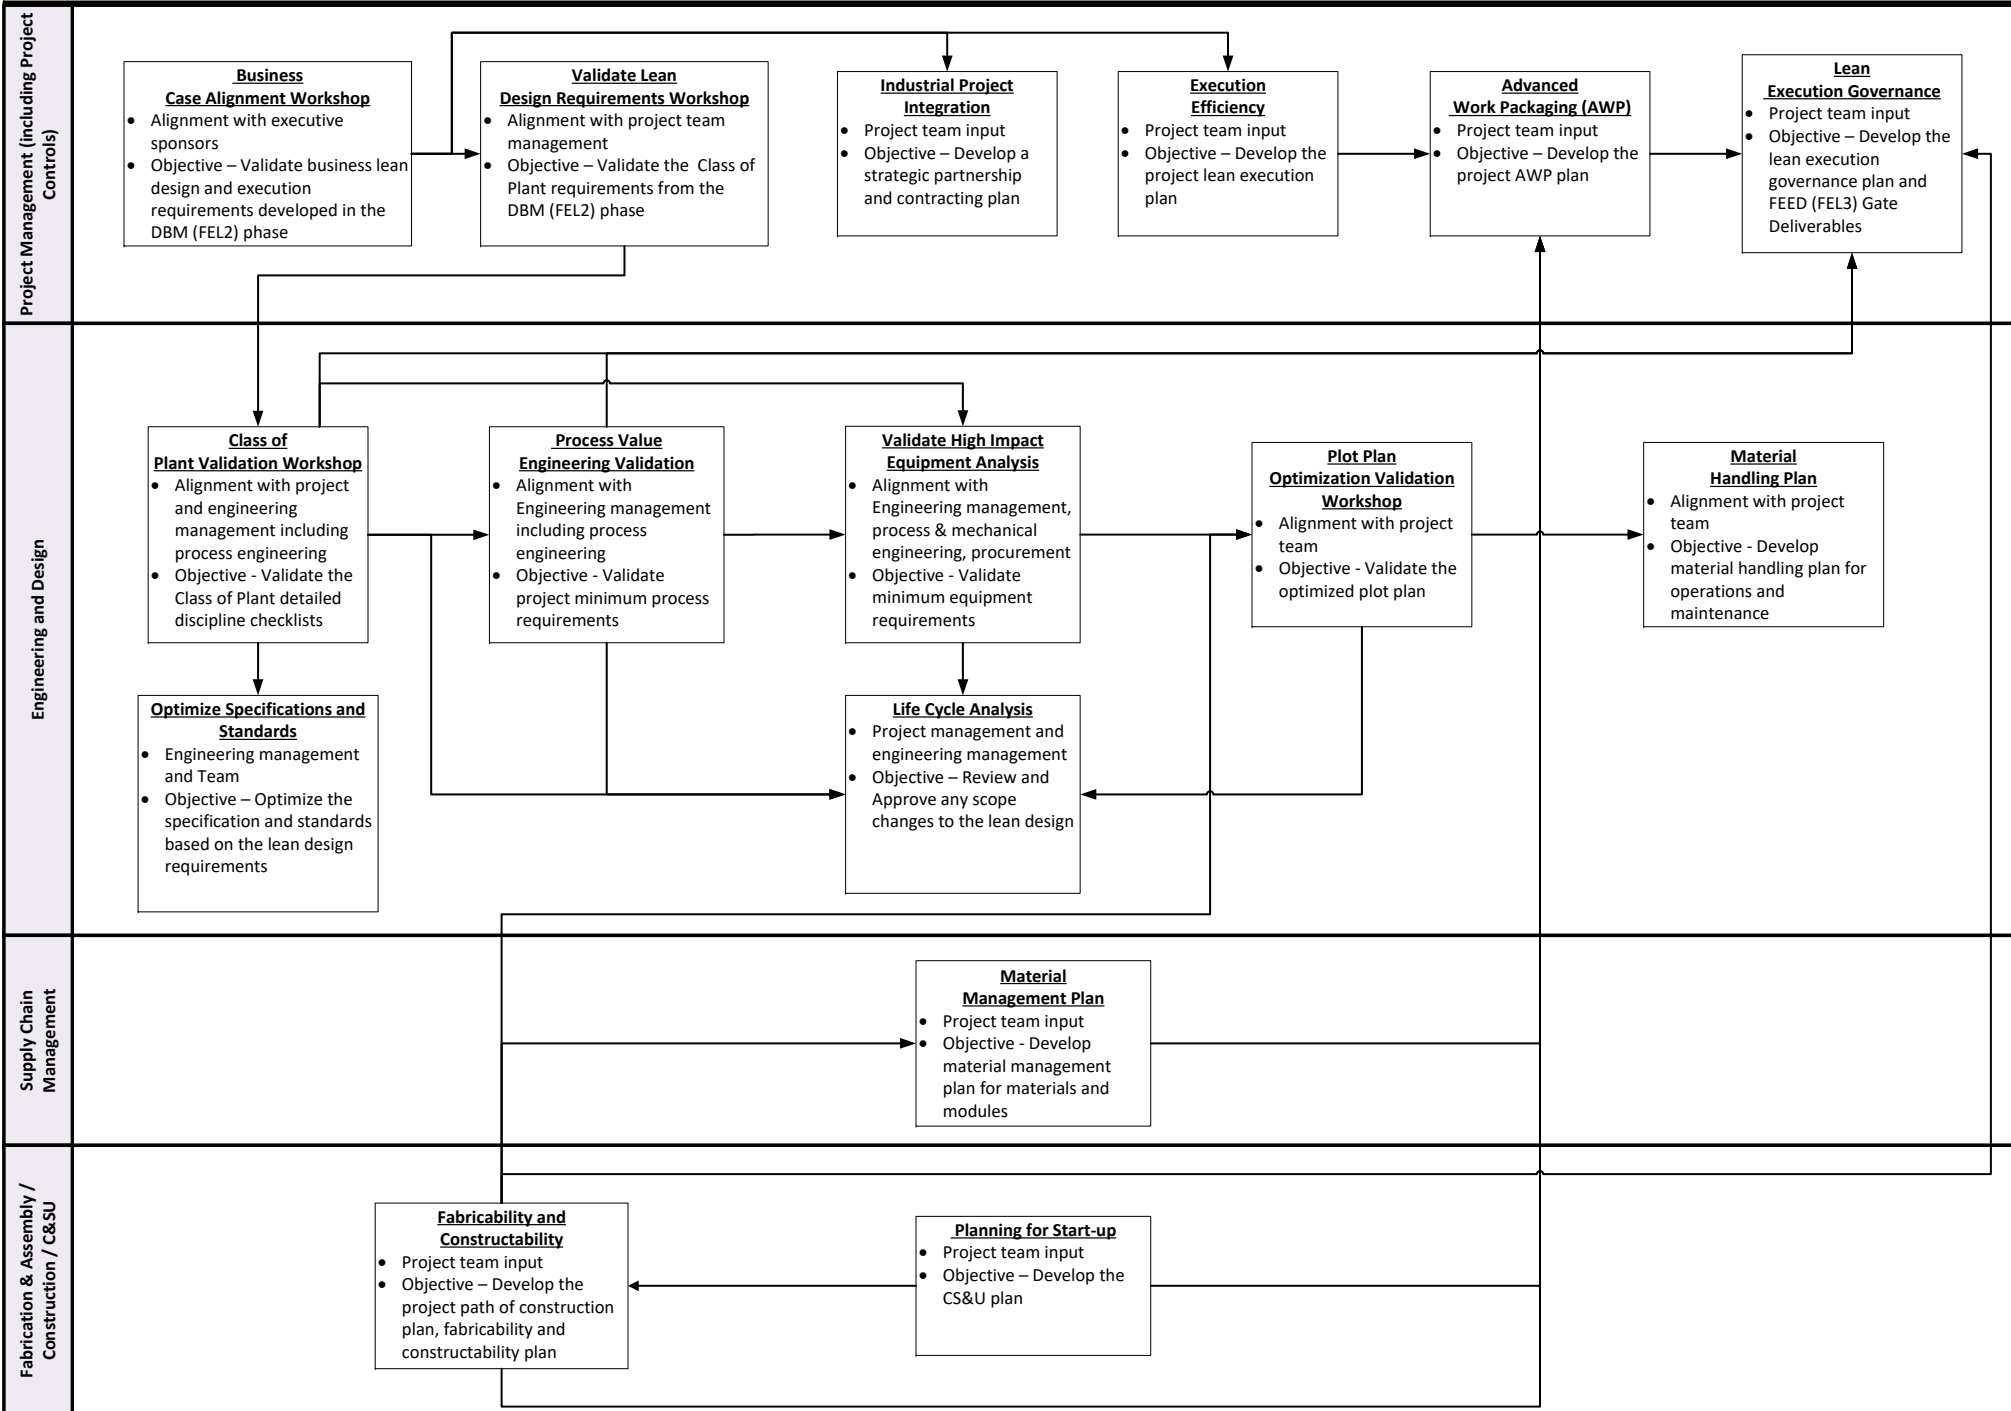 Project Management (including Project
Controls)
Business
Case Alignment Workshop
• Alignment with executive
sponsors
• Objective – Validate business lean
design and execution
requirements developed in the
DBM (FEL2) phase
Validate Lean
Design Requirements Workshop
• Alignment with project team
management
• Objective – Validate the Class of
Plant requirements from the
DBM (FEL2) phase
Industrial Project
Integration
• Project team input
• Objective – Develop a
strategic partnership
and contracting plan
Execution
Efficiency
• Project team input
• Objective – Develop the
project lean execution
plan
Advanced
Work Packaging (AWP)
• Project team input
• Objective – Develop the
project AWP plan
Lean
Execution Governance
• Project team input
• Objective – Develop the
lean execution
governance plan and
FEED (FEL3) Gate
Deliverables
Engineering and Design
Class of
Plant Validation Workshop
• Alignment with project
and engineering
management including
process engineering
• Objective - Validate the
Class of Plant detailed
discipline checklists
Process Value
Engineering Validation
• Alignment with
Engineering management
including process
engineering
• Objective - Validate
project minimum process
requirements
Validate High Impact
Equipment Analysis
• Alignment with
Engineering management,
process & mechanical
engineering, procurement
• Objective - Validate
minimum equipment
requirements
Plot Plan
Optimization Validation
Workshop
• Alignment with project
team
• Objective - Validate the
optimized plot plan
Material
Handling Plan
• Alignment with project
team
• Objective - Develop
material handling plan for
operations and
maintenance
Optimize Specifications and
Standards
• Engineering management
and Team
• Objective – Optimize the
specification and standards
based on the lean design
requirements
Life Cycle Analysis
• Project management and
engineering management
• Objective – Review and
Approve any scope
changes to the lean design
Supply Chain
Management
Material
Management Plan
• Project team input
• Objective - Develop
material management
plan for materials and
modules
Fabrication & Assembly /
Construction / C&SU
Fabricability and
Constructability
• Project team input
• Objective – Develop the
project path of construction
plan, fabricability and
constructability plan
Planning for Start-up
• Project team input
• Objective – Develop the
CS&U plan